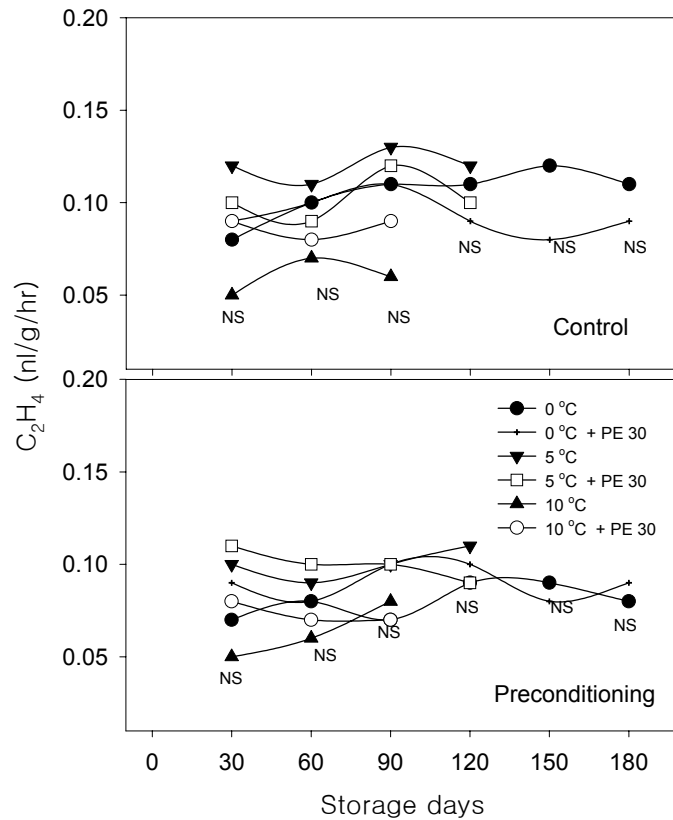 0.20
0.15
0.10
0.05
NS
NS
NS
NS
NS
NS
Control
C2H4 (nl/g/hr)
0.20
0.15
0.10
0.05
0 °C
0 °C + PE 30
5 °C
5 °C + PE 30
10 °C
10 °C + PE 30
NS
NS
NS
NS
NS
NS
Preconditioning
0 30 60 90 120 150 180
Storage days